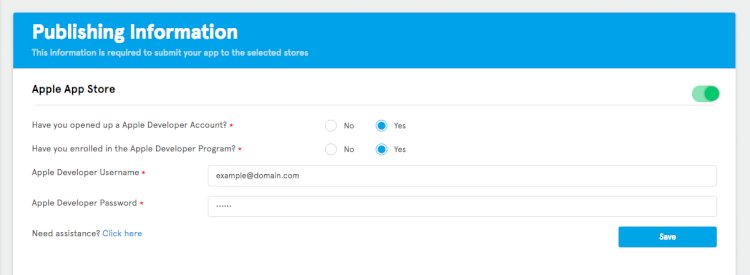 Publishing Information
This information is required to submit your app to the selected stores
Apple App Store
Have you opened up a Apple Developer Account? * No Yes
Have you enrolled in the Apple Developer Program? * No Yes
Apple Developer Username * example@domain.com
Apple Developer Password * ......
Need assistance? Click here Save